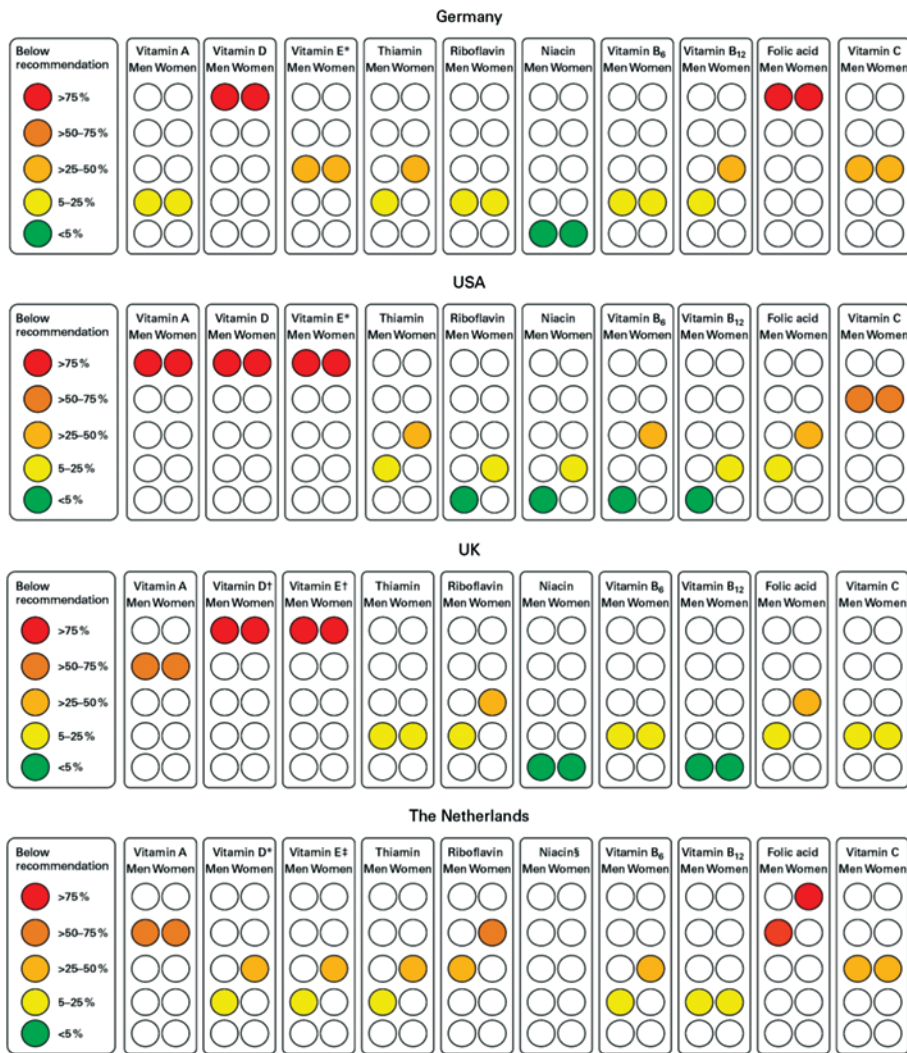 Germany
Below Vitamin A Vitamin D Vitamin E* Thiamin Riboflavin Niacin Vitamin B₆ Vitamin B₁₂ Folic acid Vitamin C
recommendation Men Women Men Women Men Women Men Women Men Women Men Women Men Women Men Women Men Women Men Women
>75%
>50–75%
>25–50%
5–25%
<5%
USA
Below Vitamin A Vitamin D Vitamin E* Thiamin Riboflavin Niacin Vitamin B₆ Vitamin B₁₂ Folic acid Vitamin C
recommendation Men Women Men Women Men Women Men Women Men Women Men Women Men Women Men Women Men Women Men Women
>75%
>50–75%
>25–50%
5–25%
<5%
UK
Below Vitamin A Vitamin D† Vitamin E† Thiamin Riboflavin Niacin Vitamin B₆ Vitamin B₁₂ Folic acid Vitamin C
recommendation Men Women Men Women Men Women Men Women Men Women Men Women Men Women Men Women Men Women Men Women
>75%
>50–75%
>25–50%
5–25%
<5%
The Netherlands
Below Vitamin A Vitamin D* Vitamin E‡ Thiamin Riboflavin Niacin§ Vitamin B₆ Vitamin B₁₂ Folic acid Vitamin C
recommendation Men Women Men Women Men Women Men Women Men Women Men Women Men Women Men Women Men Women Men Women
>75%
>50–75%
>25–50%
5–25%
<5%